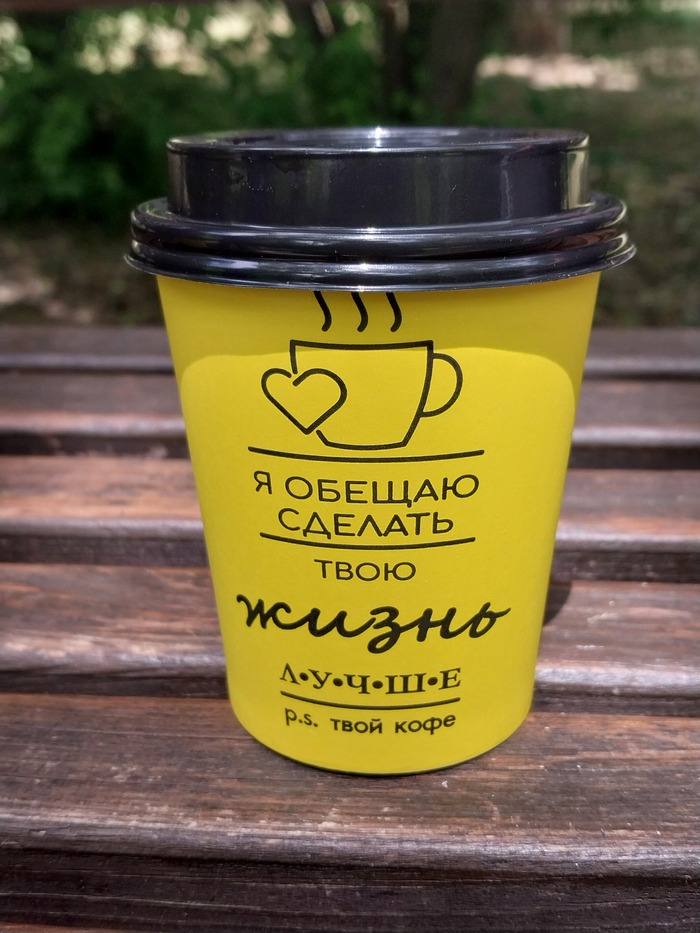 Я ОБЕЩАЮ
СДЕЛАТЬ
ТВОЮ
жизнь
Л•У•Ч•Ш•Е
p.s. твой кофе